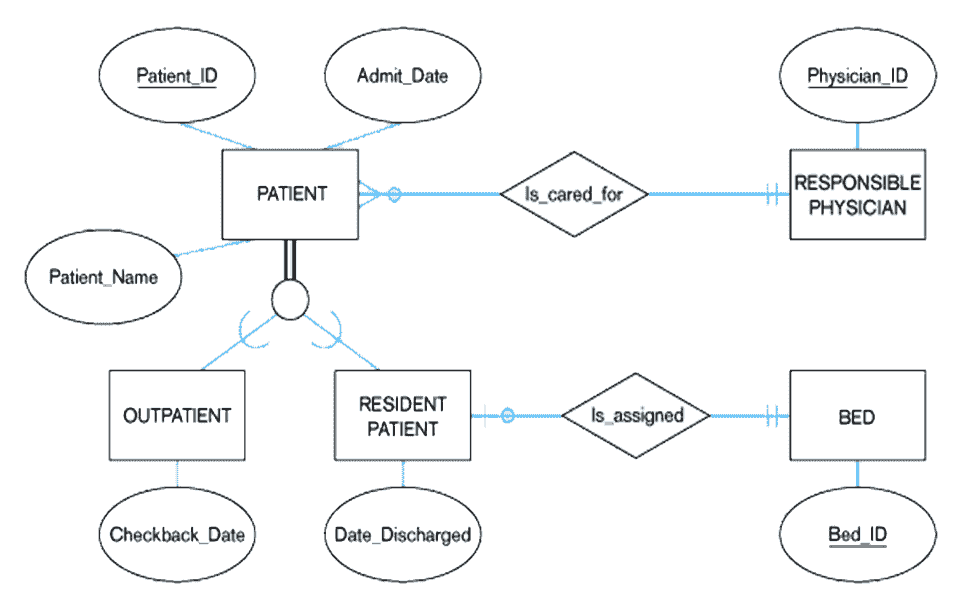 Patient_ID
Admit_Date
Physician_ID
PATIENT
Is_cared_for
RESPONSIBLE
PHYSICIAN
Patient_Name
OUTPATIENT
RESIDENT
PATIENT
Is_assigned
BED
Checkback_Date
Date_Discharged
Bed_ID